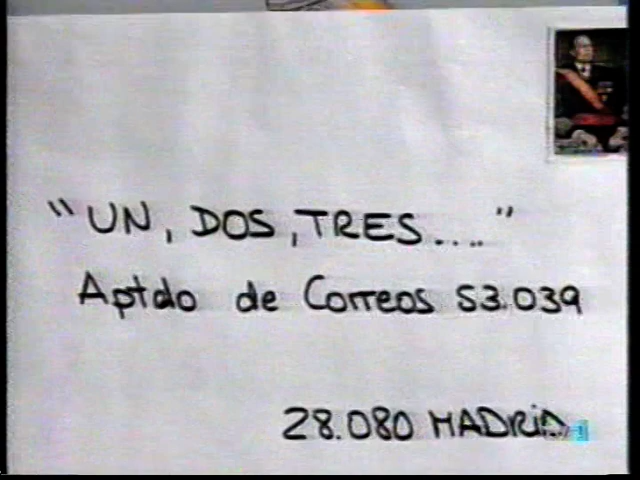 "UN, DOS, TRES...."
Aptdo de Correos 53.039
28.080 MADRID